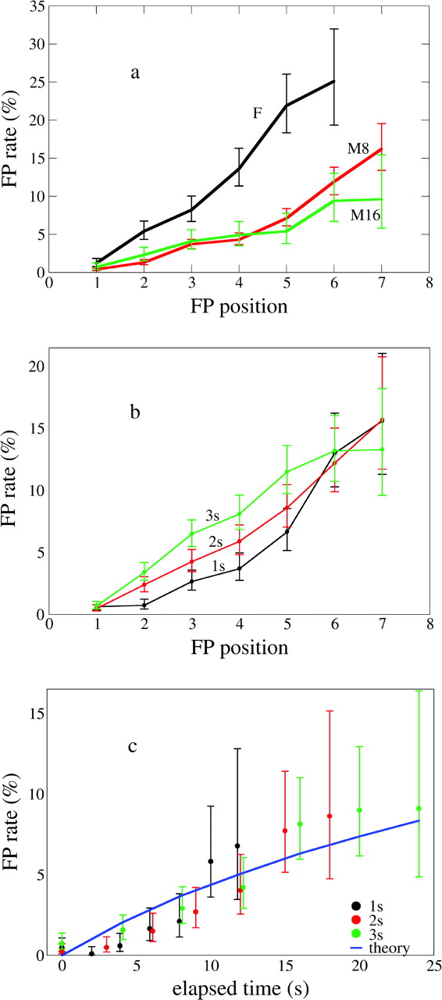 35
30
a
25
F
20
M8
15
10
M16
5
0
0 1 2 3 4 5 6 7 8
FP rate (%)
FP position
20
b
15
10
3s
2s
5
1s
0
0 1 2 3 4 5 6 7 8
FP rate (%)
FP position
15
c
10
5
1s
2s
3s
theory
0
0 5 10 15 20 25
FP rate (%)
elapsed time (s)